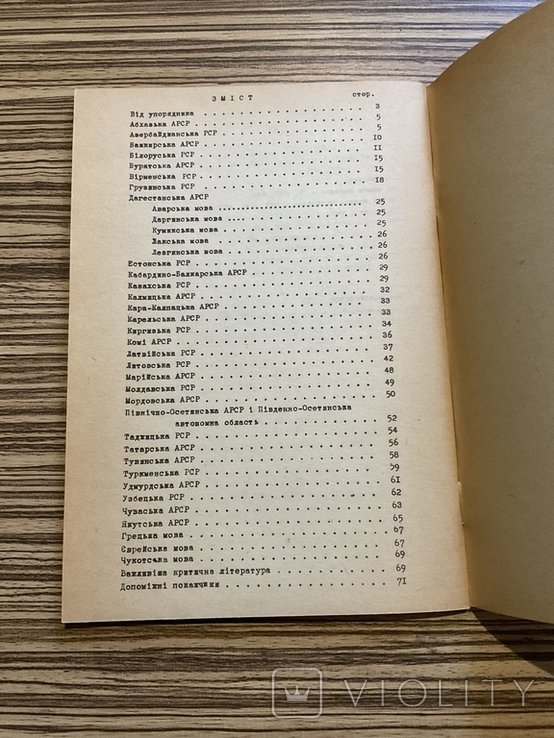 ЗМІСТ стор.
Від упорядника . . . . . . . . . . . . 3
Абхазька АРСР . . . . . . . . . . . . 5
Азербайджанська РСР . . . . . . . . . . . . 5
Башкирська АРСР . . . . . . . . . . . . 10
Білоруська РСР . . . . . . . . . . . . 11
Бурятська АРСР . . . . . . . . . . . . 15
Вірменська РСР . . . . . . . . . . . . 15
Грузинська РСР . . . . . . . . . . . . 18
Дагестанська АРСР
Аварська мова . . . . . . . . . . . . 25
Даргинська мова . . . . . . . . . . . . 25
Кумикська мова . . . . . . . . . . . . 25
Лакська мова . . . . . . . . . . . . 26
Лезгинська мова . . . . . . . . . . . . 26
Естонська РСР . . . . . . . . . . . . 26
Кабардино-Балкарська АРСР . . . . . . . . . . . . 29
Казахська РСР . . . . . . . . . . . . 29
Калмицька АРСР . . . . . . . . . . . . 32
Кара-Калпацька АРСР . . . . . . . . . . . . 33
Карельська АРСР . . . . . . . . . . . . 33
Киргизька РСР . . . . . . . . . . . . 34
Комі АРСР . . . . . . . . . . . . 36
Латвійська РСР . . . . . . . . . . . . 37
Литовська РСР . . . . . . . . . . . . 42
Марійська АРСР . . . . . . . . . . . . 48
Молдавська РСР . . . . . . . . . . . . 49
Мордовська АРСР . . . . . . . . . . . . 50
Північно-Осетинська АРСР і Південно-Осетинська
автономна область . . . . . . . . . . . . 52
Таджицька РСР . . . . . . . . . . . . 54
Татарська АРСР . . . . . . . . . . . . 56
Тувинська АРСР . . . . . . . . . . . . 58
Туркменська РСР . . . . . . . . . . . . 59
Удмурдська АРСР . . . . . . . . . . . . 61
Узбецька РСР . . . . . . . . . . . . 62
Чуваська АРСР . . . . . . . . . . . . 63
Якутська АРСР . . . . . . . . . . . . 65
Грецька мова . . . . . . . . . . . . 67
Єврейська мова . . . . . . . . . . . . 67
Чукотська мова . . . . . . . . . . . . 69
Важливіша критична література . . . . . . . . . . . . 69
Допоміжні покажчики . . . . . . . . . . . . 71
VIOLITY